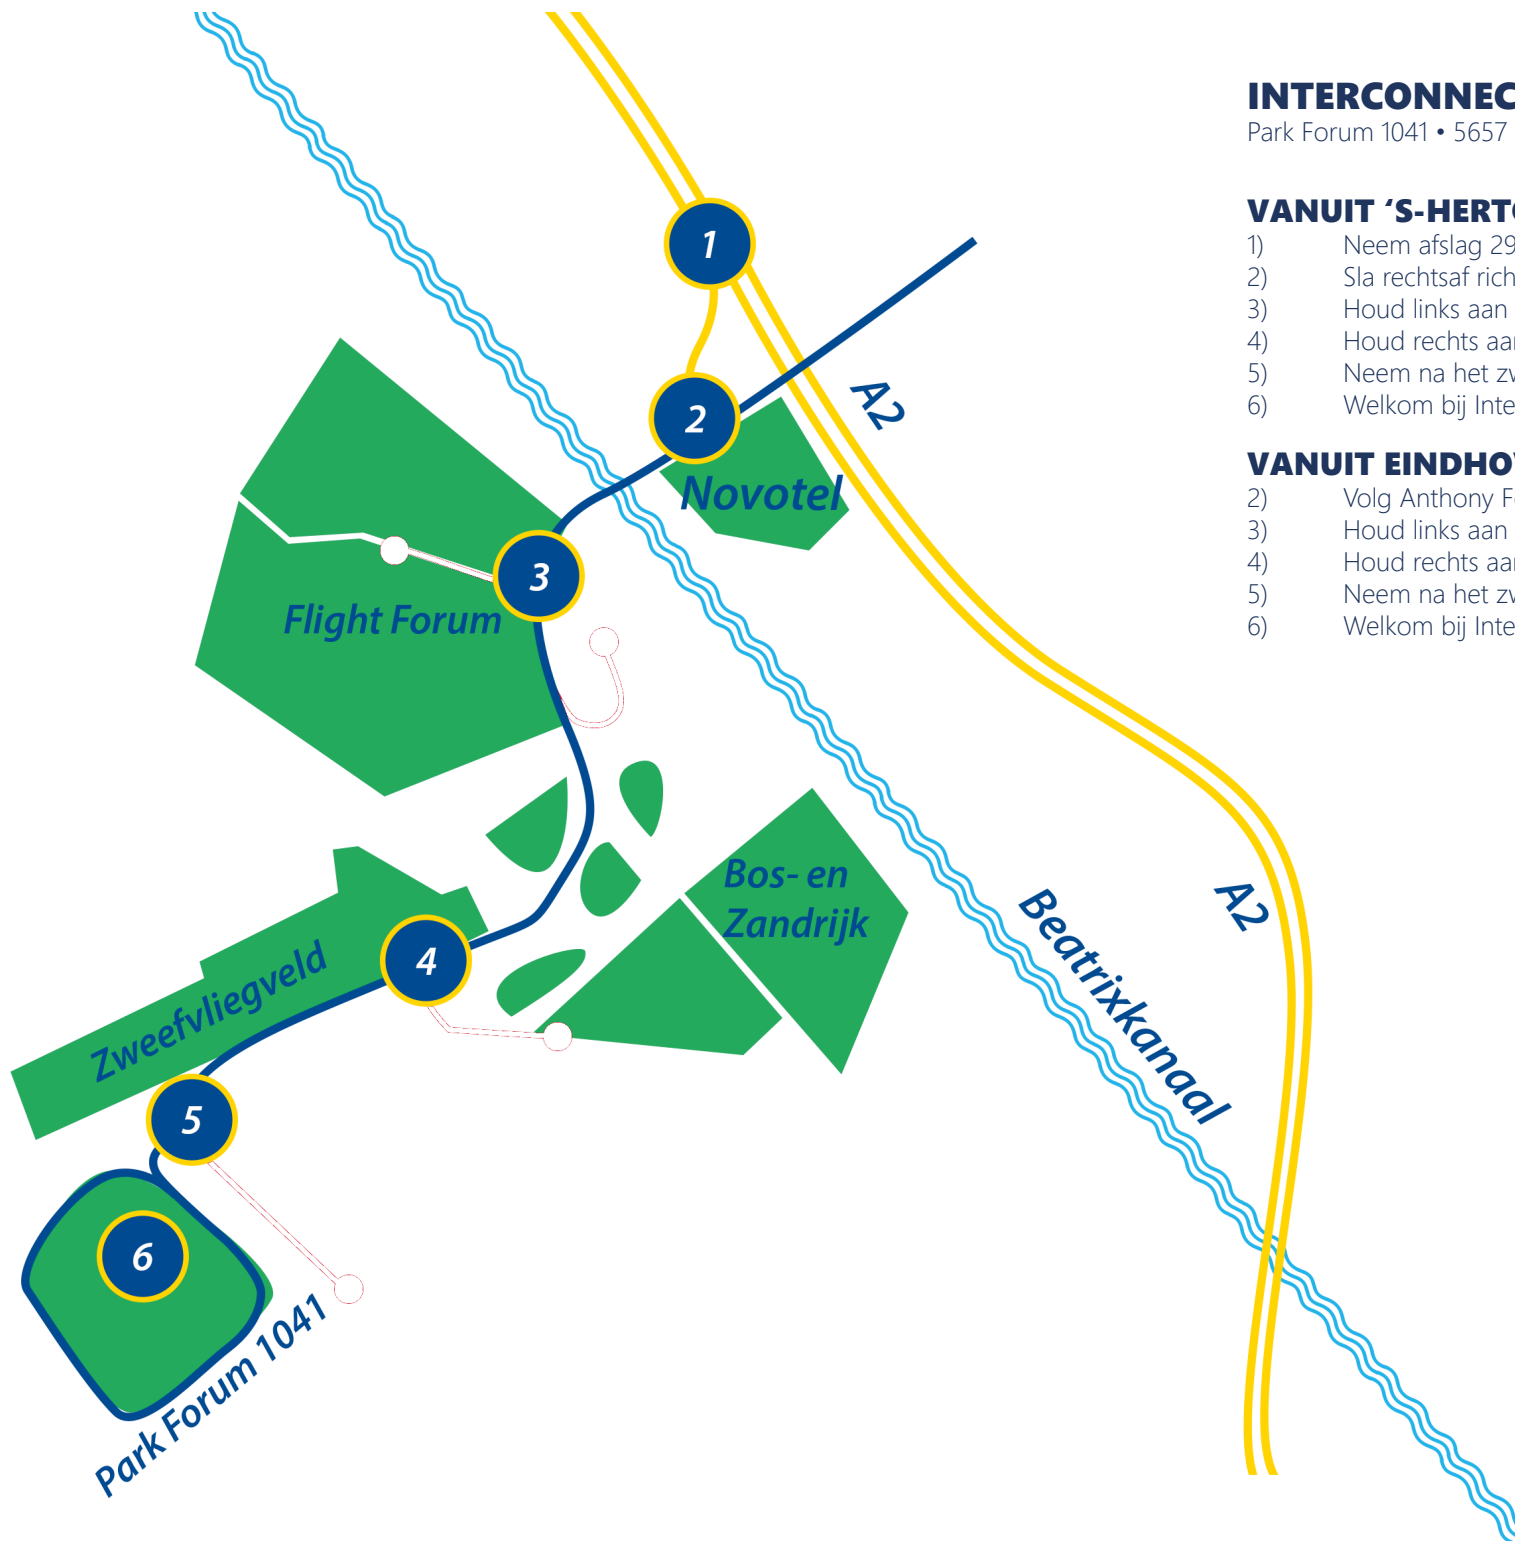 INTERCONNEC
Park Forum 1041 • 5657
VANUIT ‘S-HERT
1) Neem afslag 29
2) Sla rechtsaf rich
3) Houd links aan
4) Houd rechts aa
5) Neem na het zw
6) Welkom bij Inte
VANUIT EINDHO
2) Volg Anthony F
3) Houd links aan
4) Houd rechts aa
5) Neem na het zw
6) Welkom bij Inte
1
A2
2
Novotel
3
Flight Forum
Bos- en
Zandrijk
A2
Beatrixkanaal
4
Zweefvliegveld
5
6
Park Forum 1041